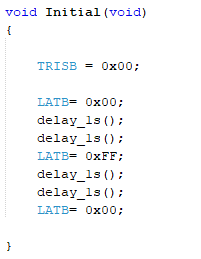 void Initial(void)
{
TRISB = 0x00;
LATB= 0x00;
delay_1s();
delay_1s();
LATB= 0xFF;
delay_1s();
delay_1s();
LATB= 0x00;
}